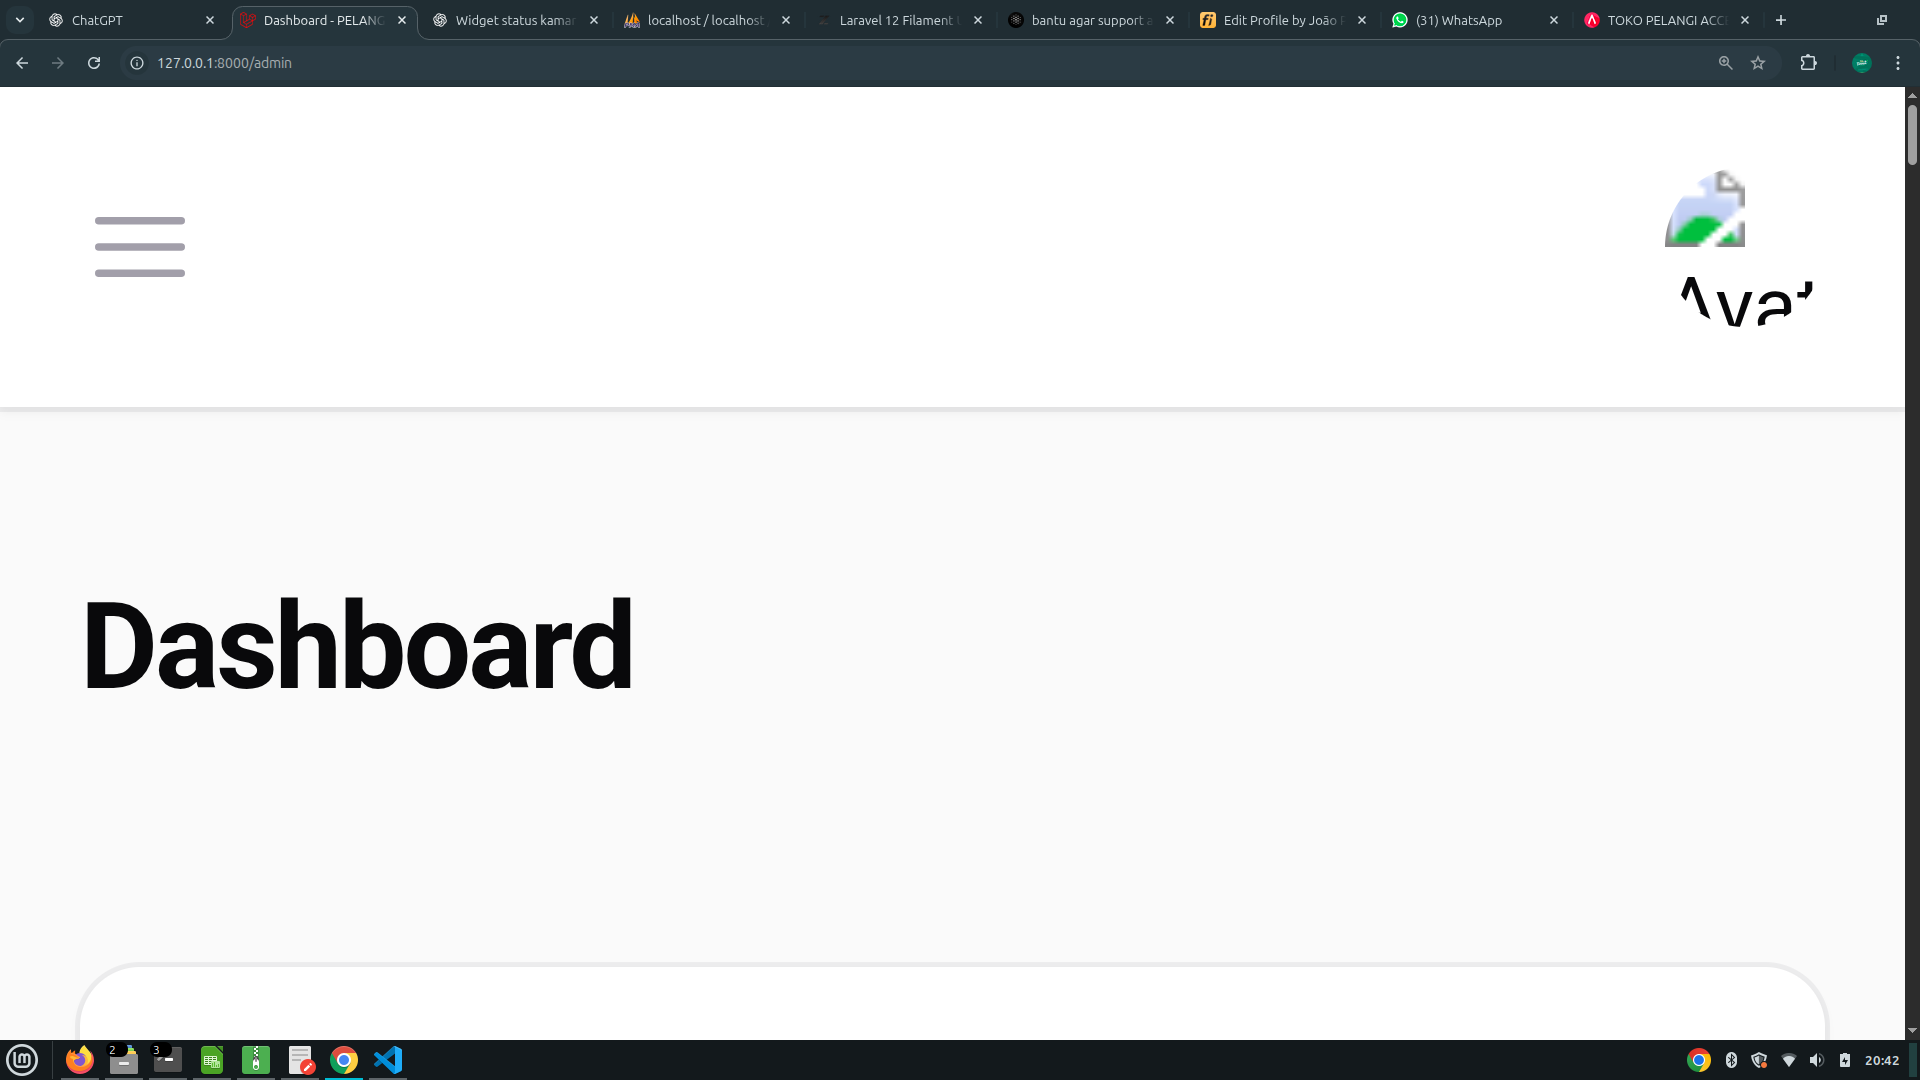 ChatGPT
Dashboard - PELANG
Widget status kamar
localhost / localhost
Laravel 12 Filament
bantu agar support a
Edit Profile by João
(31) WhatsApp
TOKO PELANGI ACC
127.0.0.1:8000/admin
Avat
Dashboard
2
3
20:42